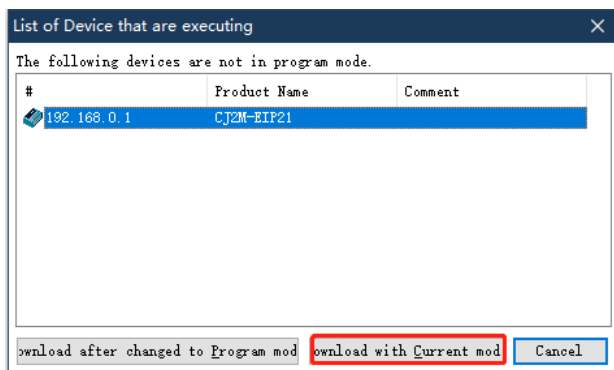 List of Device that are executing
The following devices are not in program mode.
# Product Name Comment
192.168.0.1 CJ2M-EIP21
ownload after changed to Program mod ownload with Current mod Cancel